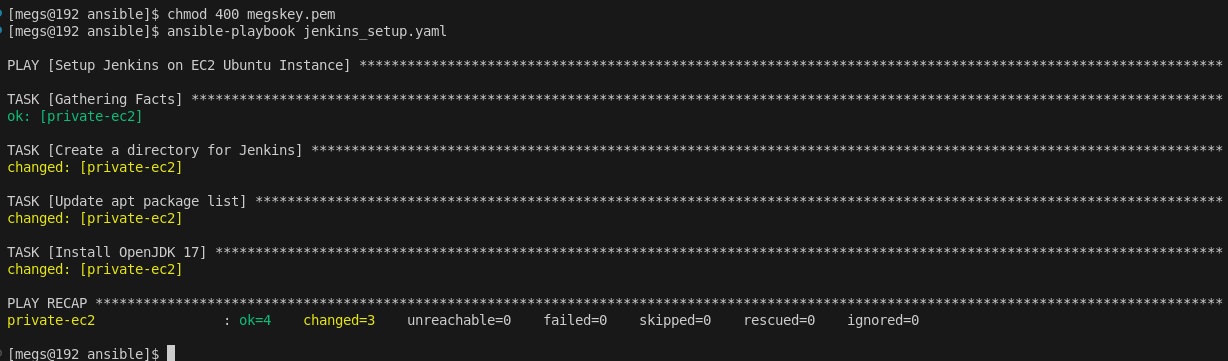 [megs@192 ansible]$ chmod 400 megskey.pem
[megs@192 ansible]$ ansible-playbook jenkins_setup.yaml
PLAY [Setup Jenkins on EC2 Ubuntu Instance] ************************************************************************************************************
TASK [Gathering Facts] *********************************************************************************************************************************
ok: [private-ec2]
TASK [Create a directory for Jenkins] ******************************************************************************************************************
changed: [private-ec2]
TASK [Update apt package list] *************************************************************************************************************************
changed: [private-ec2]
TASK [Install OpenJDK 17] ******************************************************************************************************************************
changed: [private-ec2]
PLAY RECAP *********************************************************************************************************************************************
private-ec2                : ok=4    changed=3    unreachable=0    failed=0    skipped=0    rescued=0    ignored=0
[megs@192 ansible]$